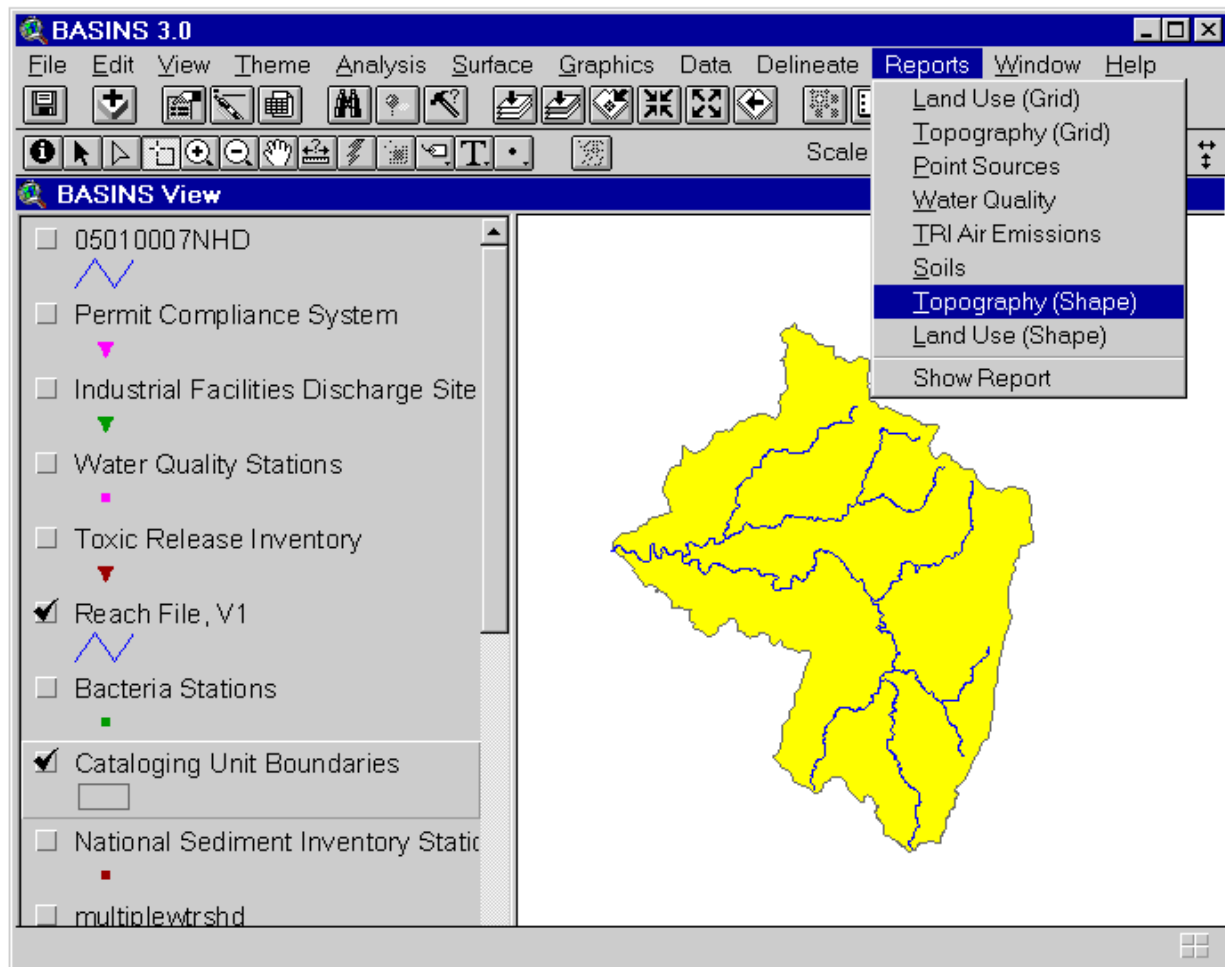 BASINS 3.0
File Edit View Theme Analysis Surface Graphics Data Delineate Reports Window Help
Land Use (Grid)
Topography (Grid)
Point Sources
Water Quality
TRI Air Emissions
Soils
Topography (Shape)
Land Use (Shape)
Show Report
T
Scale
BASINS View
05010007NHD
Permit Compliance System
Industrial Facilities Discharge Site
Water Quality Stations
Toxic Release Inventory
Reach File, V1
Bacteria Stations
Cataloging Unit Boundaries
National Sediment Inventory Static
multiplewtrshd